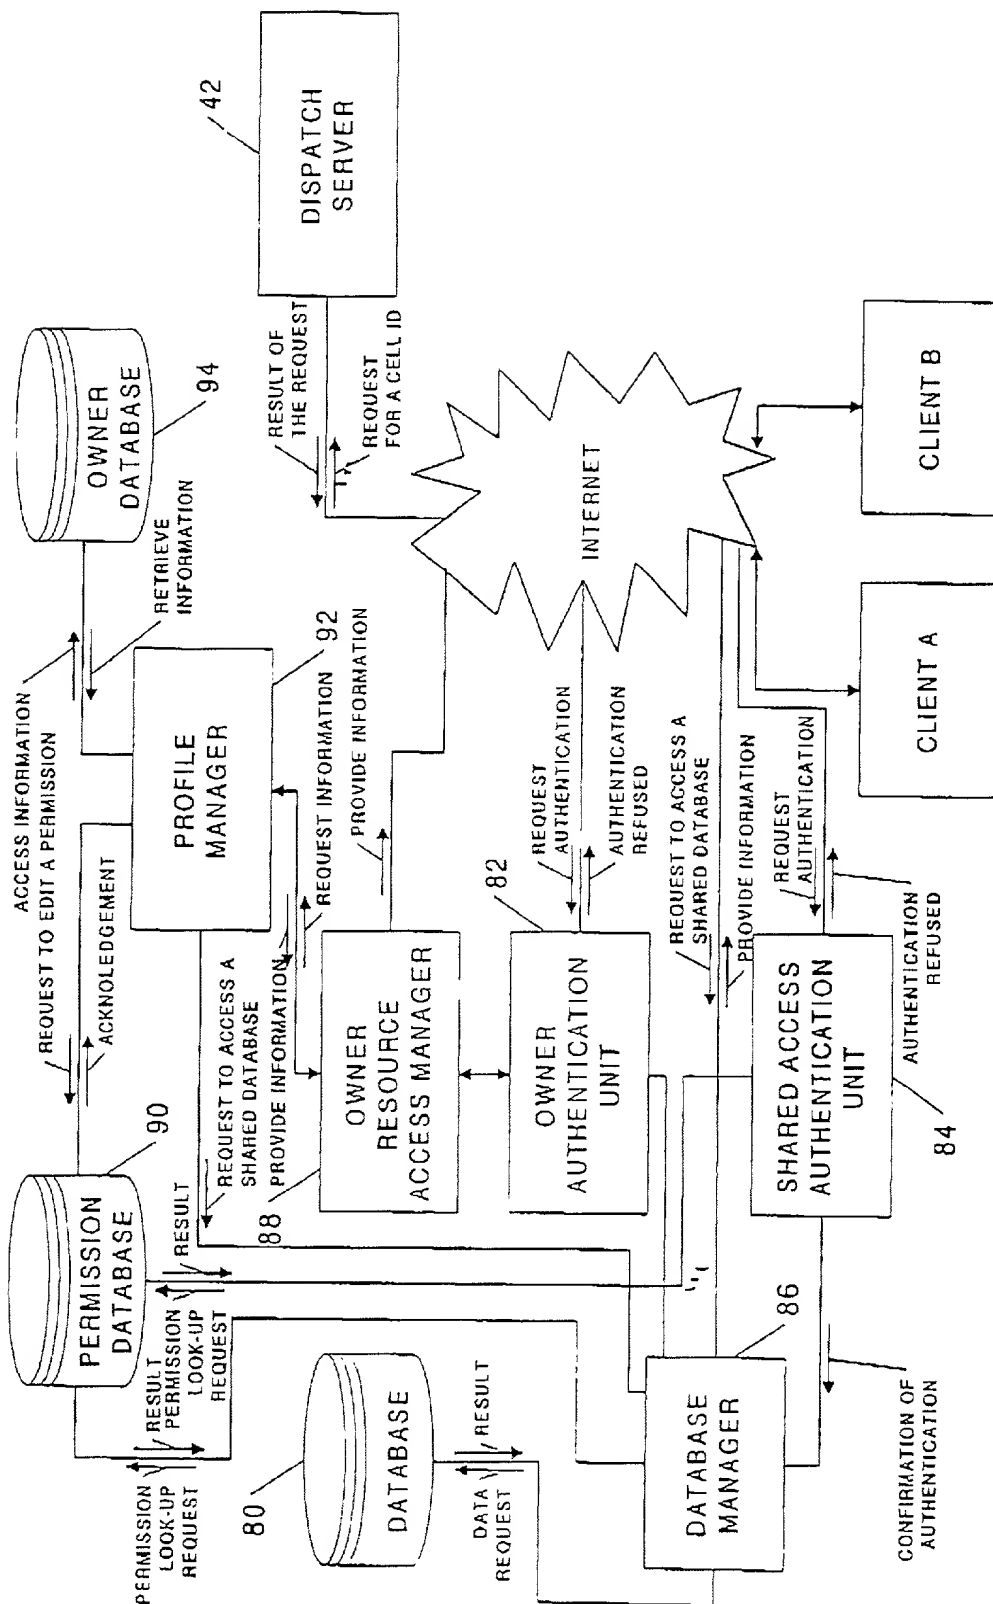 PERMISSION
LOOK-UP
REQUEST
RESULT
PERMISSION
LOOK-UP
REQUEST
PERMISSION
DATABASE
90
RESULT
REQUEST TO EDIT A PERMISSION
ACKNOLEDGEMENT
ACCESS INFORMATION
RETRIEVE
INFORMATION
OWNER
DATABASE
94
PROFILE
MANAGER
92
REQUEST TO ACCESS A
SHARED DATABASE
PROVIDE INFORMATION
REQUEST INFORMATION
PROVIDE INFORMATION
RESULT OF
THE REQUEST
REQUEST
FOR A CELL ID
DISPATCH
SERVER
42
80
DATABASE
DATA
REQUEST
RESULT
88
OWNER
RESOURCE
ACCESS MANAGER
OWNER
AUTHENTICATION
UNIT
82
REQUEST
AUTHENTICATION
AUTHENTICATION
REFUSED
INTERNET
REQUEST TO ACCESS A
SHARED DATABASE
PROVIDE INFORMATION
REQUEST
AUTHENTICATION
AUTHENTICATION
REFUSED
DATABASE
MANAGER
86
CONFIRMATION OF
AUTHENTICATION
SHARED ACCESS
AUTHENTICATION
UNIT
84
CLIENT A
CLIENT B